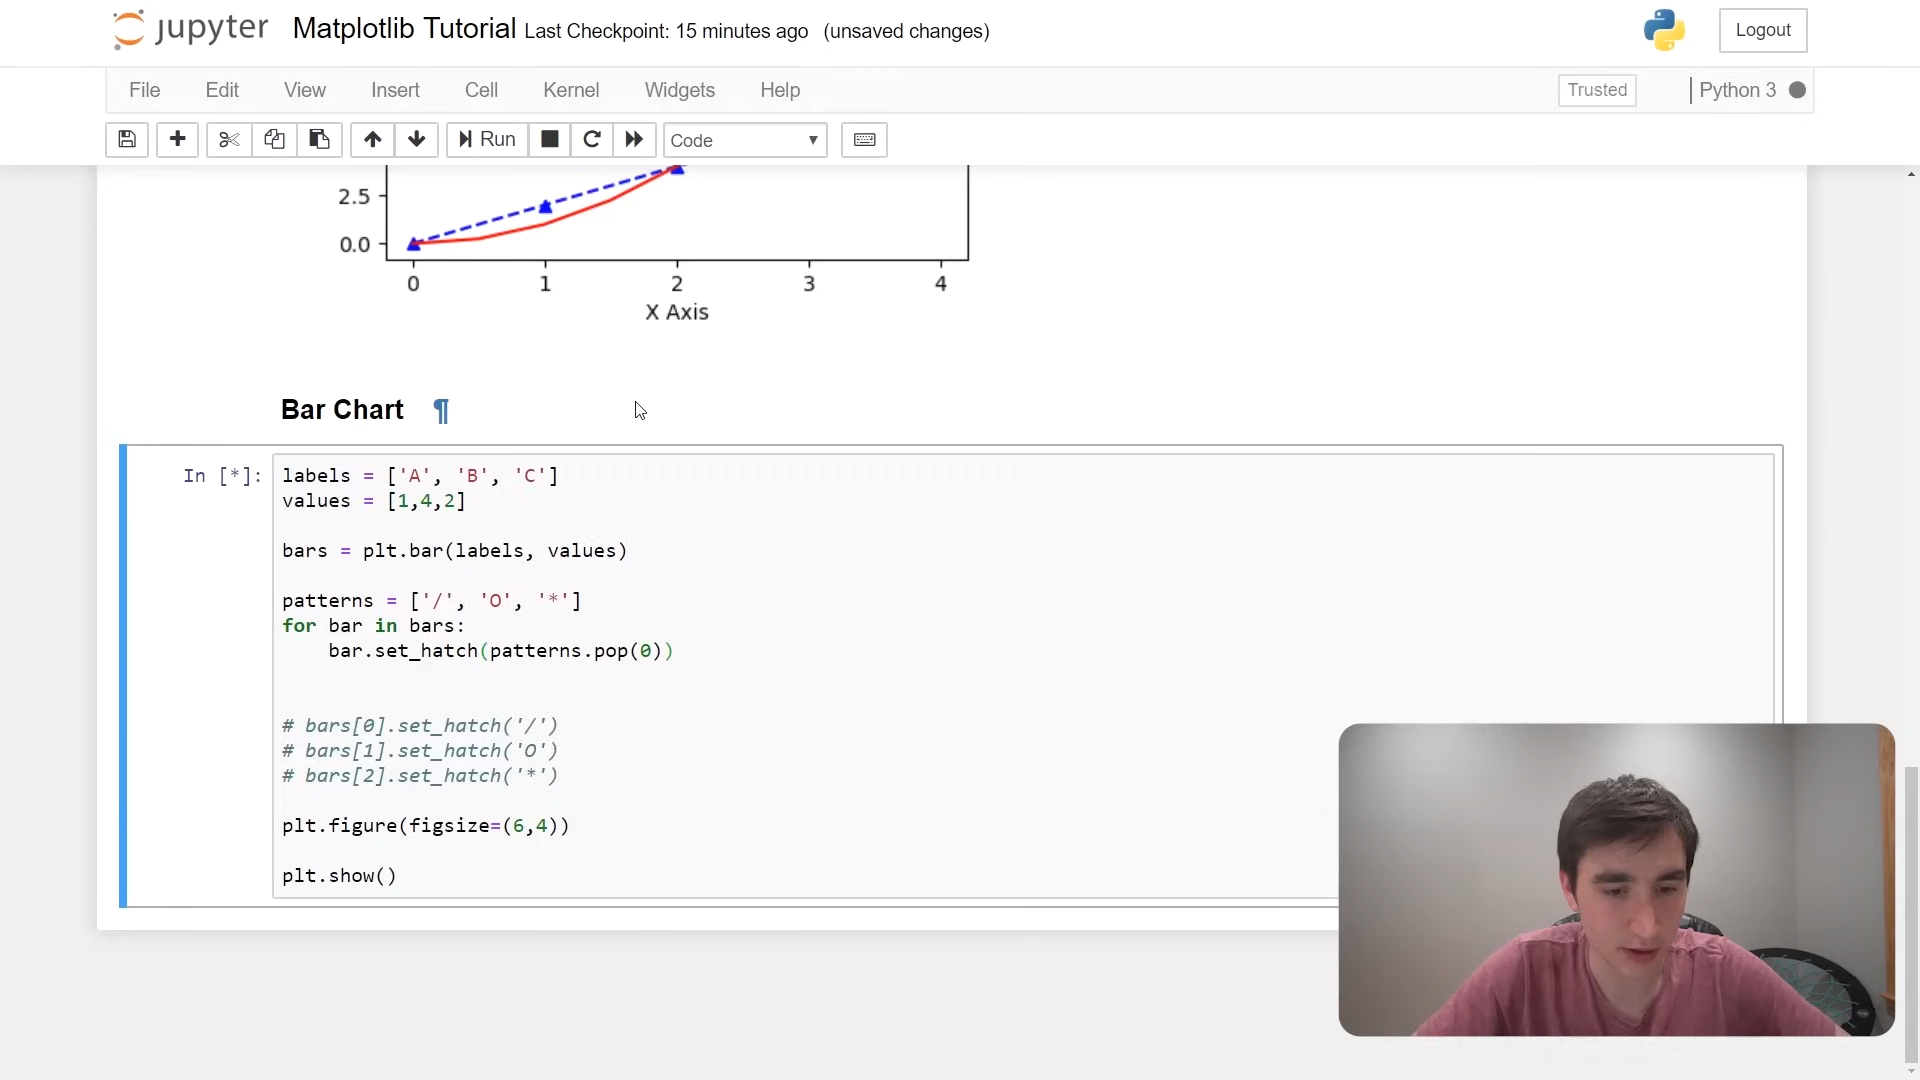 jupyter Matplotlib Tutorial Last Checkpoint: 15 minutes ago (unsaved changes) Logout
File Edit View Insert Cell Kernel Widgets Help Trusted Python 3
Run Code
2.5
0.0
0 1 2 3 4
X Axis
Bar Chart ¶
In [*]: labels = ['A', 'B', 'C']
values = [1,4,2]
bars = plt.bar(labels, values)
patterns = ['/', 'O', '*']
for bar in bars:
    bar.set_hatch(patterns.pop(0))
# bars[0].set_hatch('/')
# bars[1].set_hatch('O')
# bars[2].set_hatch('*')
plt.figure(figsize=(6,4))
plt.show()